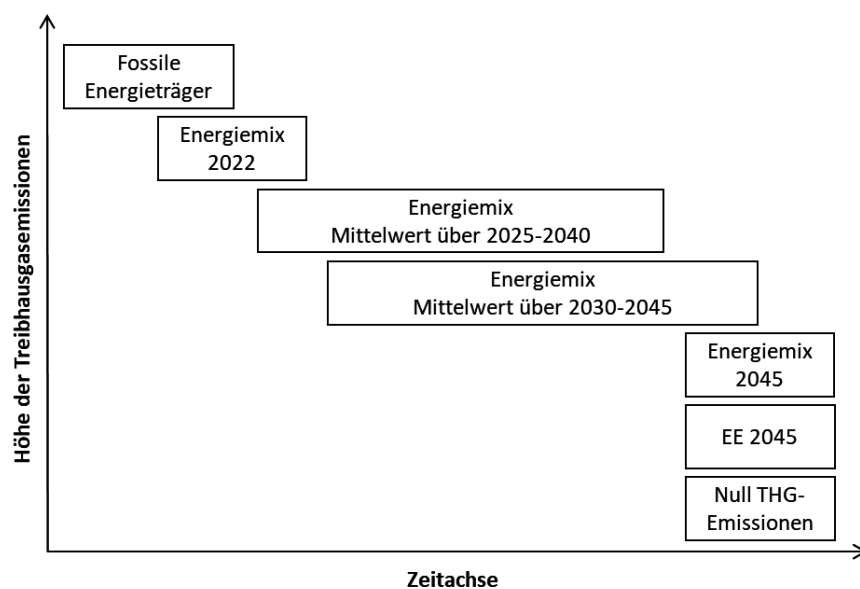 Höhe der Treibhausgasemissionen
Fossile
Energieträger
Energiemix
2022
Energiemix
Mittelwert über 2025-2040
Energiemix
Mittelwert über 2030-2045
Energiemix
2045
EE 2045
Null THG-
Emissionen
Zeitachse